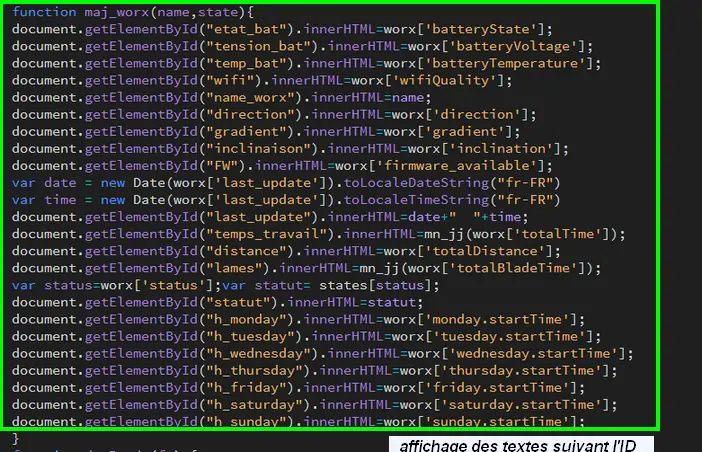 function maj_worx(name,state){
document.getElementById("etat_bat").innerHTML=worx['batteryState'];
document.getElementById("tension_bat").innerHTML=worx['batteryVoltage'];
document.getElementById("temp_bat").innerHTML=worx['batteryTemperature'];
document.getElementById("wifi").innerHTML=worx['wifiQuality'];
document.getElementById("name_worx").innerHTML=name;
document.getElementById("direction").innerHTML=worx['direction'];
document.getElementById("gradient").innerHTML=worx['gradient'];
document.getElementById("inclinaison").innerHTML=worx['inclination'];
document.getElementById("FW").innerHTML=worx['firmware_available'];
var date = new Date(worx['last_update']).toLocaleDateString("fr-FR")
var time = new Date(worx['last_update']).toLocaleTimeString("fr-FR")
document.getElementById("last_update").innerHTML=date+"  "+time;
document.getElementById("temps_travail").innerHTML=mn_jj(worx['totalTime']);
document.getElementById("distance").innerHTML=worx['totalDistance'];
document.getElementById("lames").innerHTML=mn_jj(worx['totalBladeTime']);
var status=worx['status'];var statut= states[status];
document.getElementById("statut").innerHTML=statut;
document.getElementById("h_monday").innerHTML=worx['monday.startTime'];
document.getElementById("h_tuesday").innerHTML=worx['tuesday.startTime'];
document.getElementById("h_wednesday").innerHTML=worx['wednesday.startTime'];
document.getElementById("h_thursday").innerHTML=worx['thursday.startTime'];
document.getElementById("h_friday").innerHTML=worx['friday.startTime'];
document.getElementById("h_saturday").innerHTML=worx['saturday.startTime'];
document.getElementById("h_sunday").innerHTML=worx['sunday.startTime'];
}
affichage des textes suivant l'ID